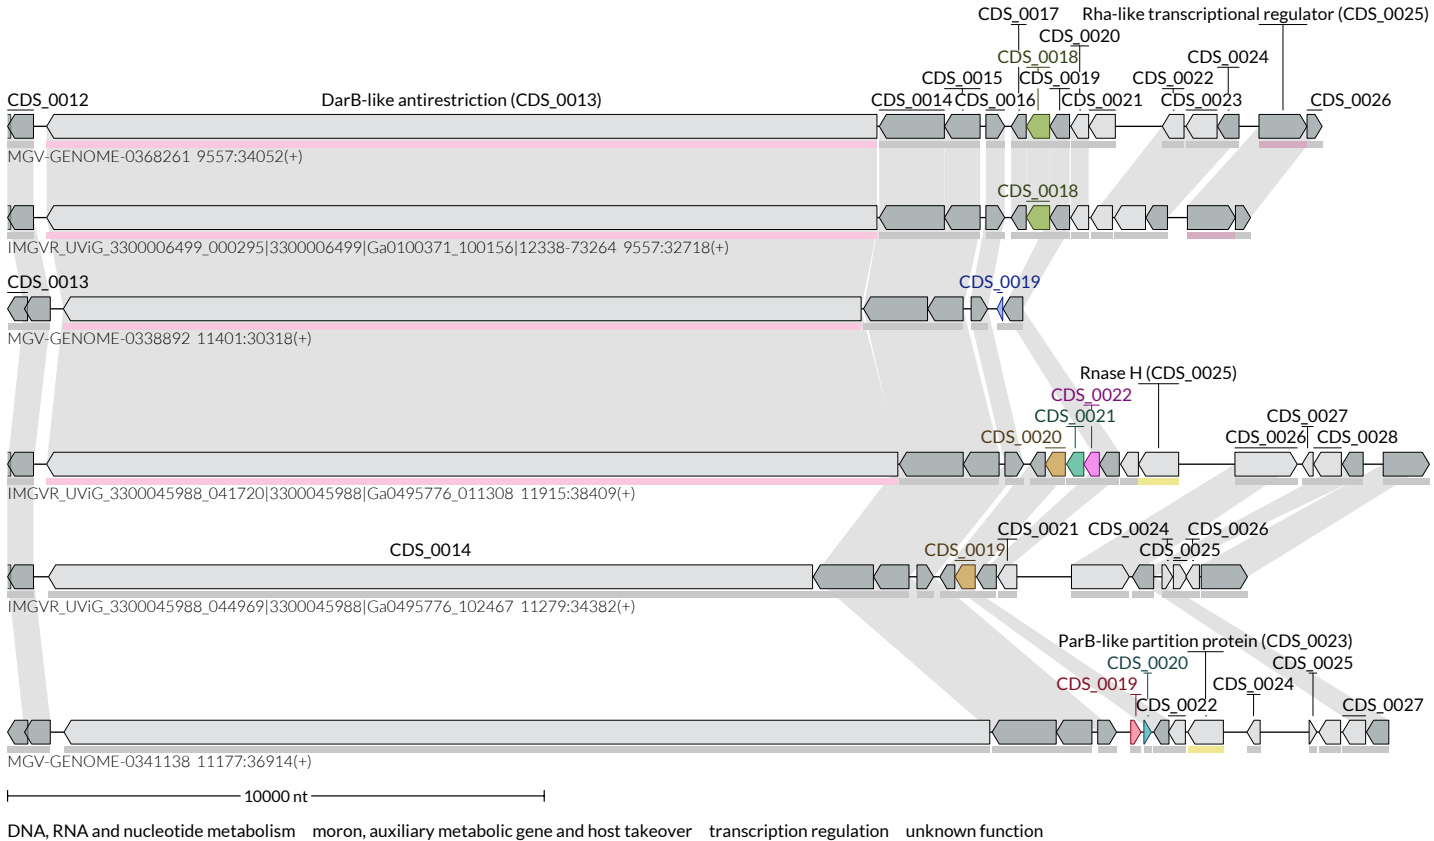 CDS_0017 Rha-like transcriptional regulator (CDS_0025)
CDS_0020
CDS_0018 CDS_0024
CDS_0015 CDS_0019 CDS_0022
CDS_0012 DarB-like antirestriction (CDS_0013) CDS_0014 CDS_0016 CDS_0021 CDS_0023 CDS_0026
MGV-GENOME-0368261 9557:34052(+)
CDS_0018
IMGVR_UViG_3300006499_000295|3300006499|Ga0100371_100156|12338-73264 9557:32718(+)
CDS_0013 CDS_0019
MGV-GENOME-0338892 11401:30318(+)
Rnase H (CDS_0025)
CDS_0022
CDS_0021 CDS_0027
CDS_0020 CDS_0026 CDS_0028
IMGVR_UViG_3300045988_041720|3300045988|Ga0495776_011308 11915:38409(+)
CDS_0021 CDS_0024 CDS_0026
CDS_0014 CDS_0019 CDS_0025
IMGVR_UViG_3300045988_044969|3300045988|Ga0495776_102467 11279:34382(+)
ParB-like partition protein (CDS_0023)
CDS_0020 CDS_0025
CDS_0019 CDS_0024
CDS_0022 CDS_0027
MGV-GENOME-0341138 11177:36914(+)
10000 nt
DNA, RNA and nucleotide metabolism moron, auxiliary metabolic gene and host takeover transcription regulation unknown function